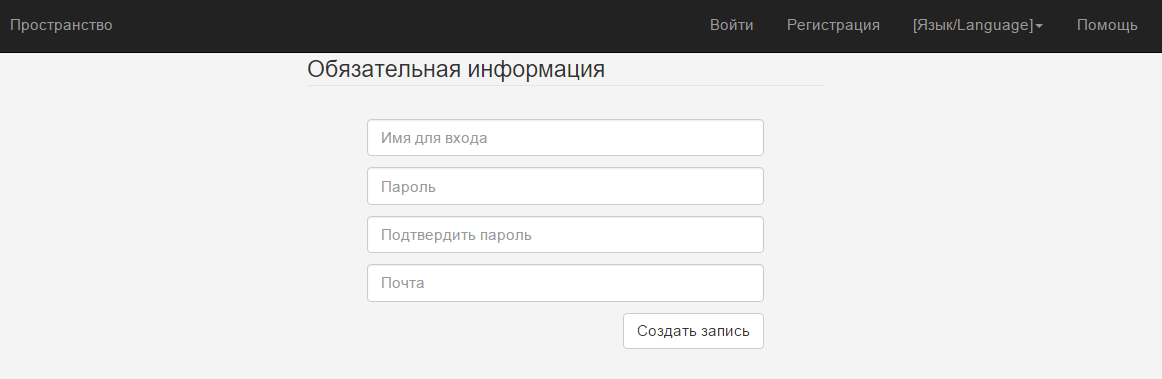 Пространство Войти Регистрация [Язык/Language] Помощь
Обязательная информация
Имя для входа
Пароль
Подтвердить пароль
Почта
Создать запись